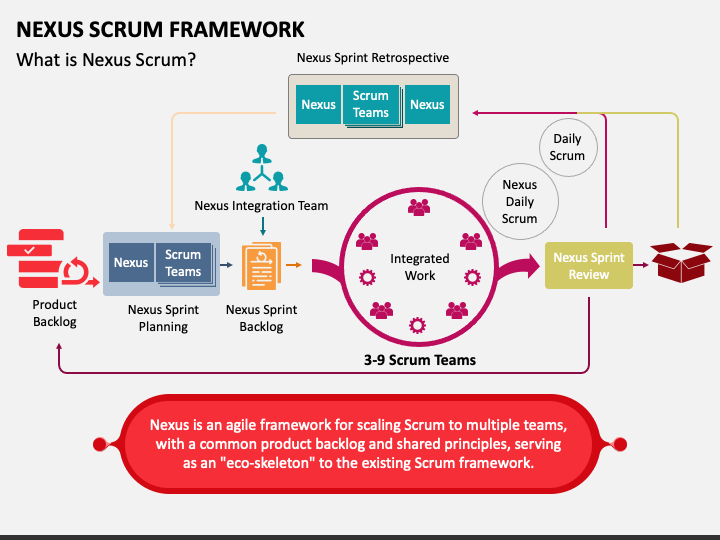 NEXUS SCRUM FRAMEWORK
What is Nexus Scrum?
Nexus Sprint Retrospective
Nexus
Scrum
Teams
Nexus
Daily
Scrum
Nexus
Daily
Scrum
Nexus Integration Team
Nexus
Scrum
Teams
Integrated
Work
Nexus Sprint
Review
Product
Backlog
Nexus Sprint
Planning
Nexus Sprint
Backlog
3-9 Scrum Teams
Nexus is an agile framework for scaling Scrum to multiple teams,
with a common product backlog and shared principles, serving
as an "eco-skeleton" to the existing Scrum framework.